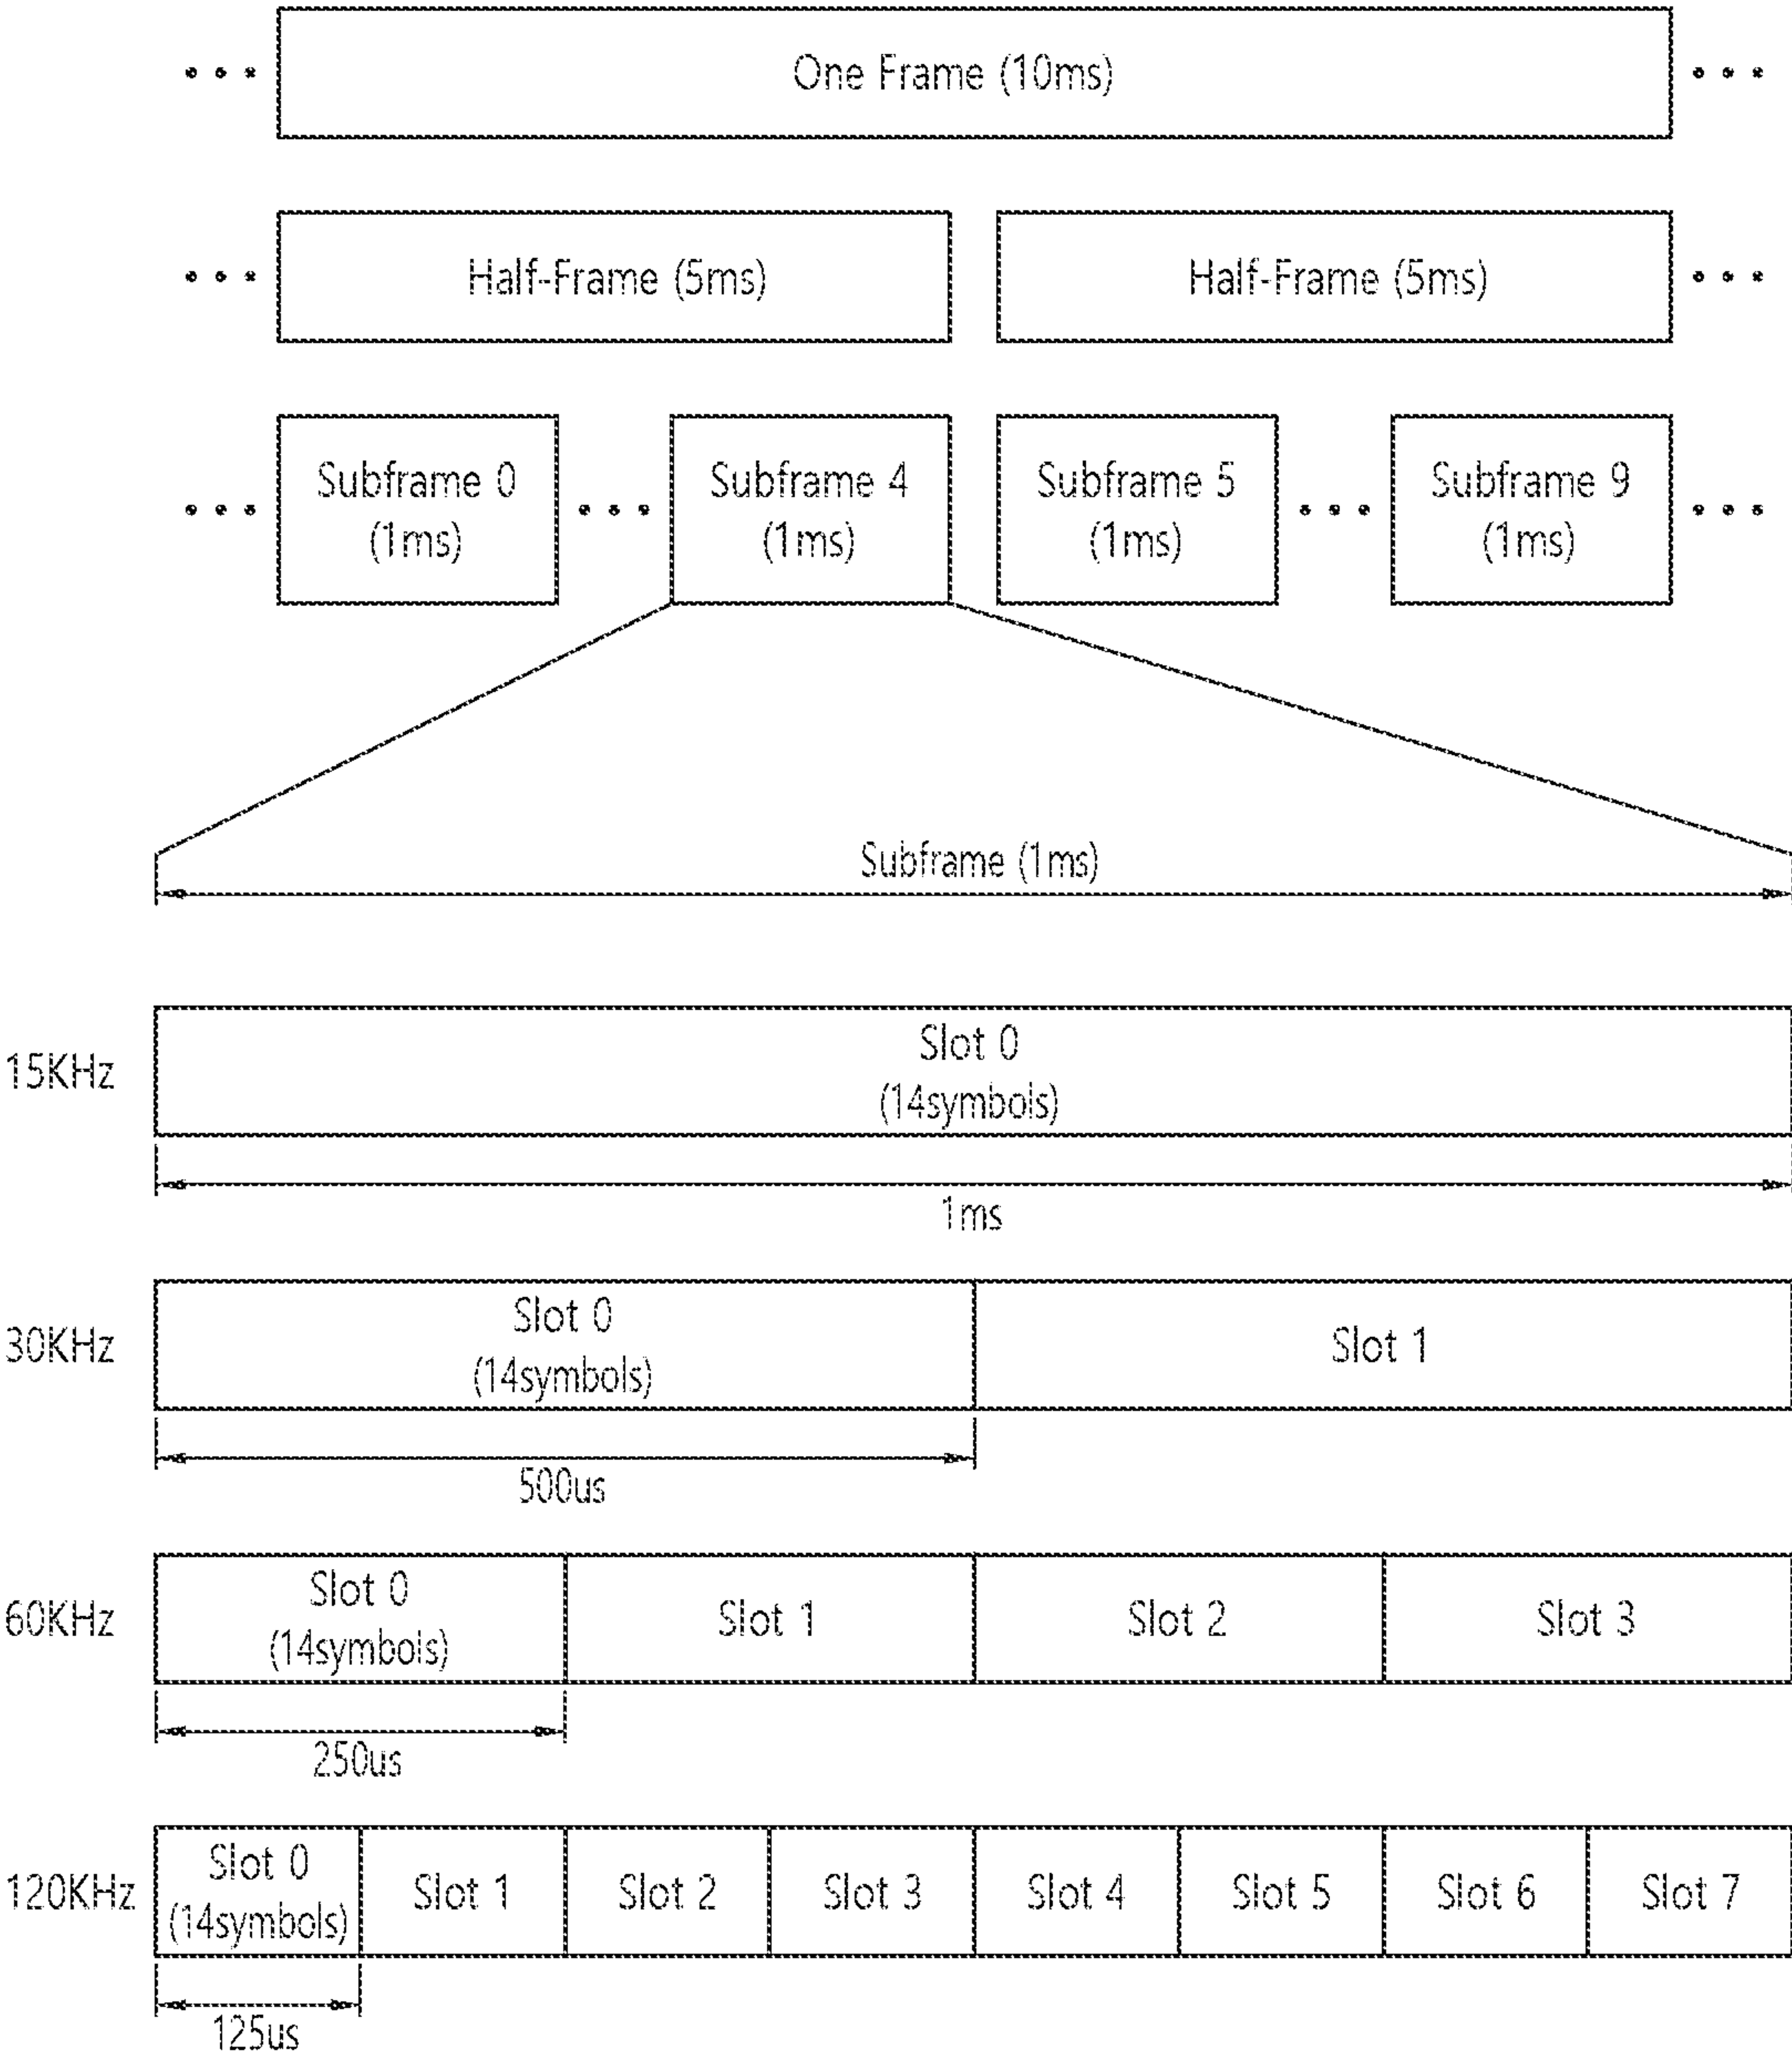 One Frame (10ms)
Half-Frame (5ms)
Half-Frame (5ms)
Subframe 0
(1ms)
Subframe 4
(1ms)
Subframe 5
(1ms)
Subframe 9
(1ms)
Subframe (1ms)
15KHz
Slot 0
(14symbols)
1ms
30KHz
Slot 0
(14symbols)
Slot 1
500us
60KHz
Slot 0
(14symbols)
Slot 1
Slot 2
Slot 3
250us
120KHz
Slot 0
(14symbols)
Slot 1
Slot 2
Slot 3
Slot 4
Slot 5
Slot 6
Slot 7
125us